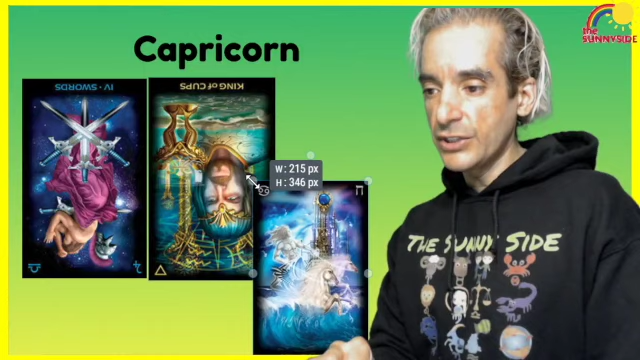 the
SUNNYSIDE
Capricorn
IV · SWORDS
KING of CUPS
W: 215 px
H: 346 px
THE SUNNY SIDE